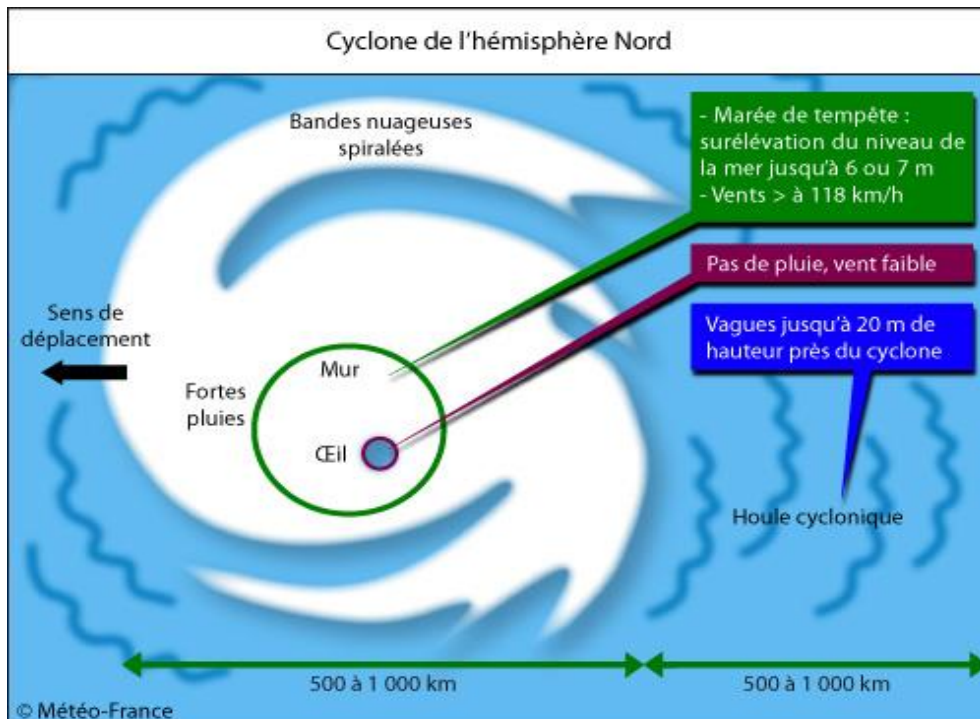 Cyclone de l'hémisphère Nord
Bandes nuageuses
spiralées
- Marée de tempête :
surélévation du niveau de
la mer jusqu'à 6 ou 7 m
- Vents > à 118 km/h
Pas de pluie, vent faible
Sens de
déplacement
Vagues jusqu'à 20 m de
hauteur près du cyclone
Mur
Fortes
pluies
Œil
Houle cyclonique
500 à 1 000 km
500 à 1 000 km
© Météo-France